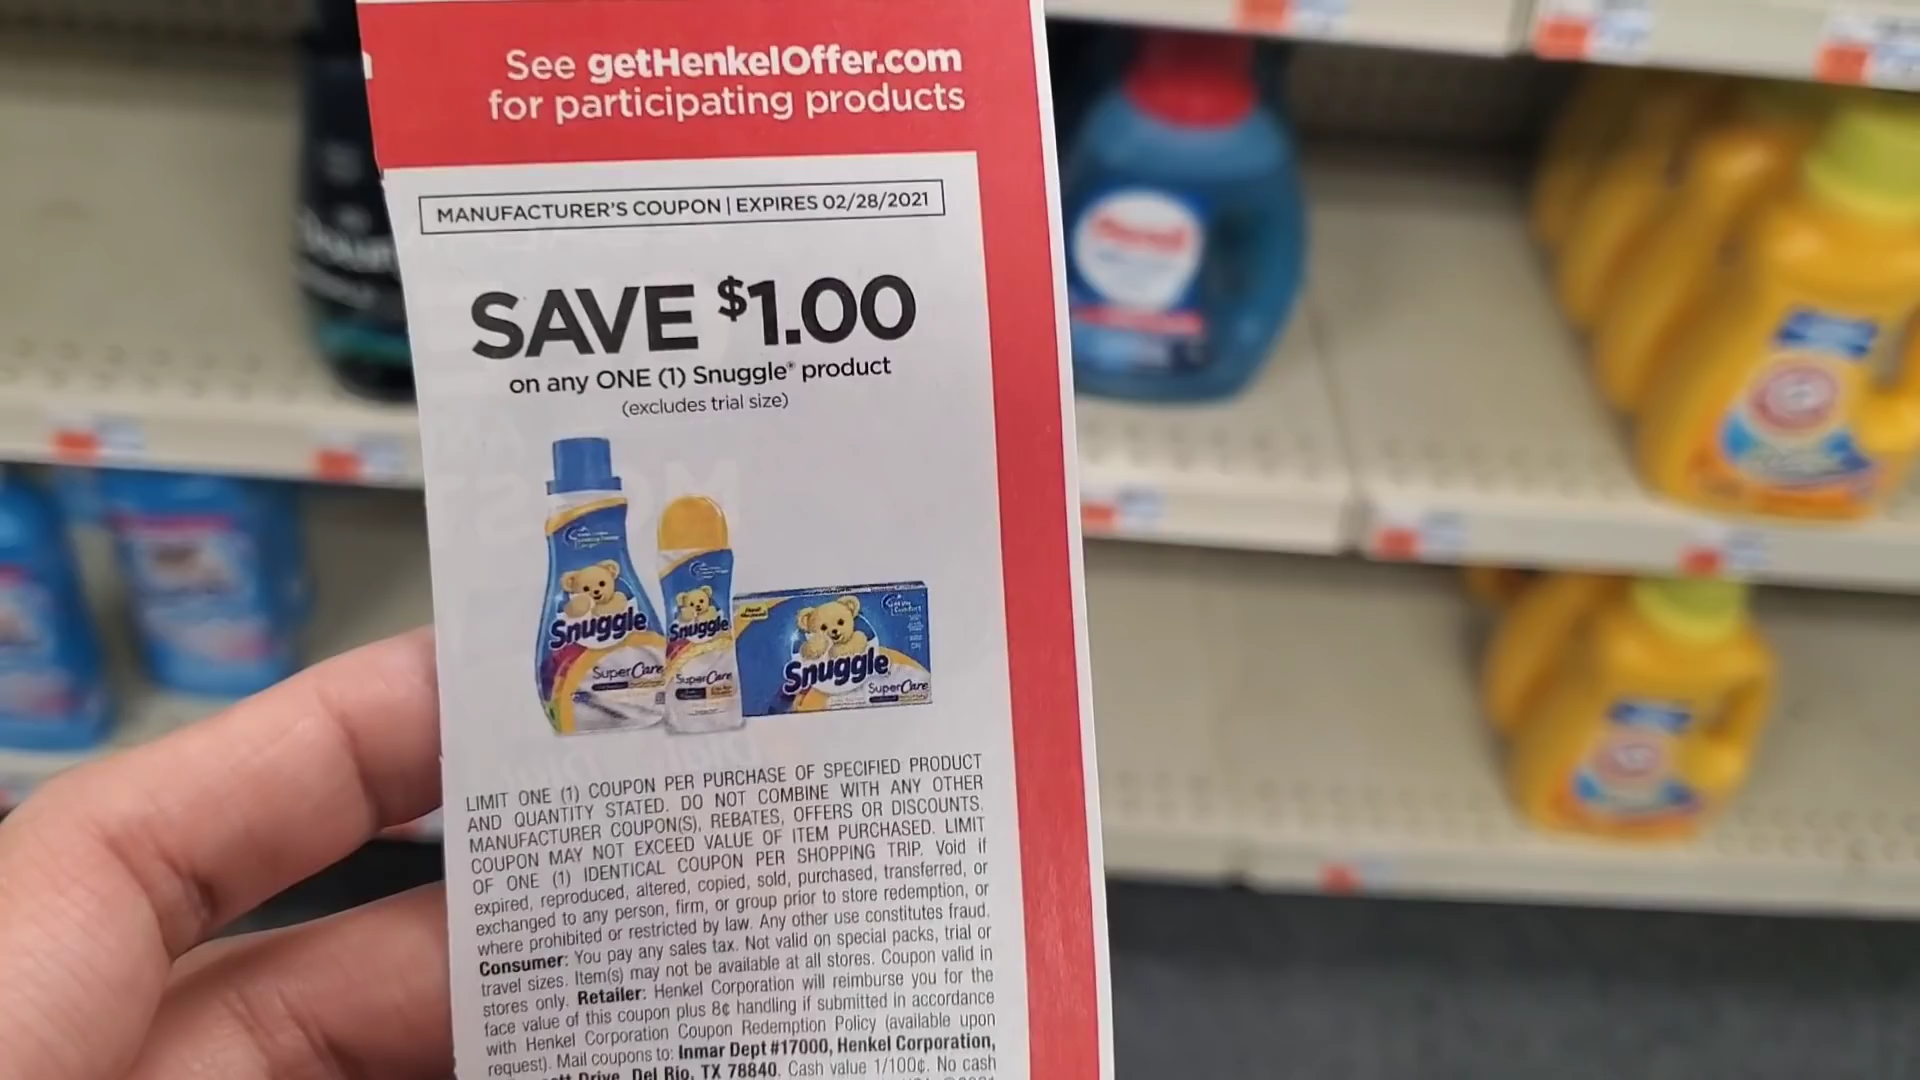 See getHenkelOffer.com
for participating products
MANUFACTURER'S COUPON | EXPIRES 02/28/2021
SAVE $1.00
on any ONE (1) Snuggle® product
(excludes trial size)
Snuggle
SuperCare
Snuggle
SuperCare
Snuggle
SuperCare
LIMIT ONE (1) COUPON PER PURCHASE OF SPECIFIED PRODUCT
AND QUANTITY STATED. DO NOT COMBINE WITH ANY OTHER
MANUFACTURER COUPON(S), REBATES, OFFERS OR DISCOUNTS.
COUPON MAY NOT EXCEED VALUE OF ITEM PURCHASED. LIMIT
OF ONE (1) IDENTICAL COUPON PER SHOPPING TRIP. Void if
expired, reproduced, altered, copied, sold, purchased, transferred, or
exchanged to any person, firm, or group prior to store redemption, or
where prohibited or restricted by law. Any other use constitutes fraud.
Consumer: You pay any sales tax. Not valid on special packs, trial or
travel sizes. Item(s) may not be available at all stores. Coupon valid in
stores only. Retailer: Henkel Corporation will reimburse you for the
face value of this coupon plus 8¢ handling if submitted in accordance
with Henkel Corporation Coupon Redemption Policy (available upon
request). Mail coupons to: Inmar Dept #17000, Henkel Corporation,
Drive, Del Rio, TX 78840. Cash value 1/100¢. No cash